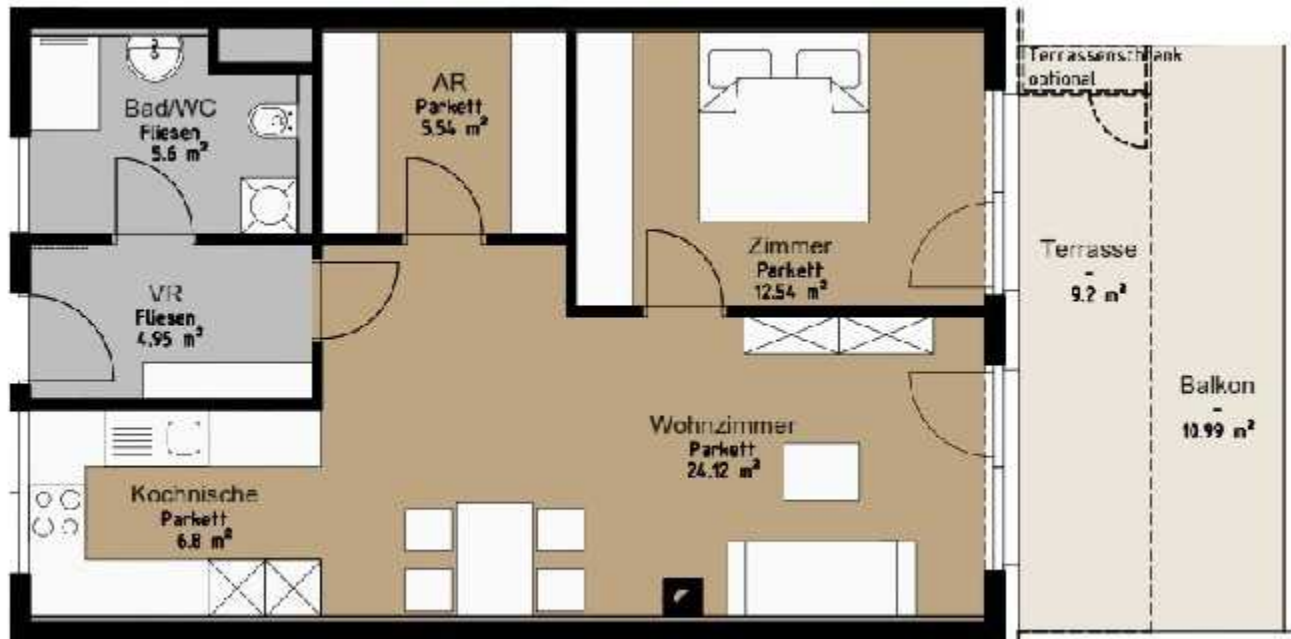 Bad/WC
Fliesen
5.6 m²
AR
Parkett
5.54 m²
Terrassenschrank
optional
Zimmer
Parkett
12.54 m²
Terrasse
-
9.2 m²
VR
Fliesen
4.95 m²
Balkon
-
10.99 m²
Wohnzimmer
Parkett
24.12 m²
Kochnische
Parkett
6.8 m²